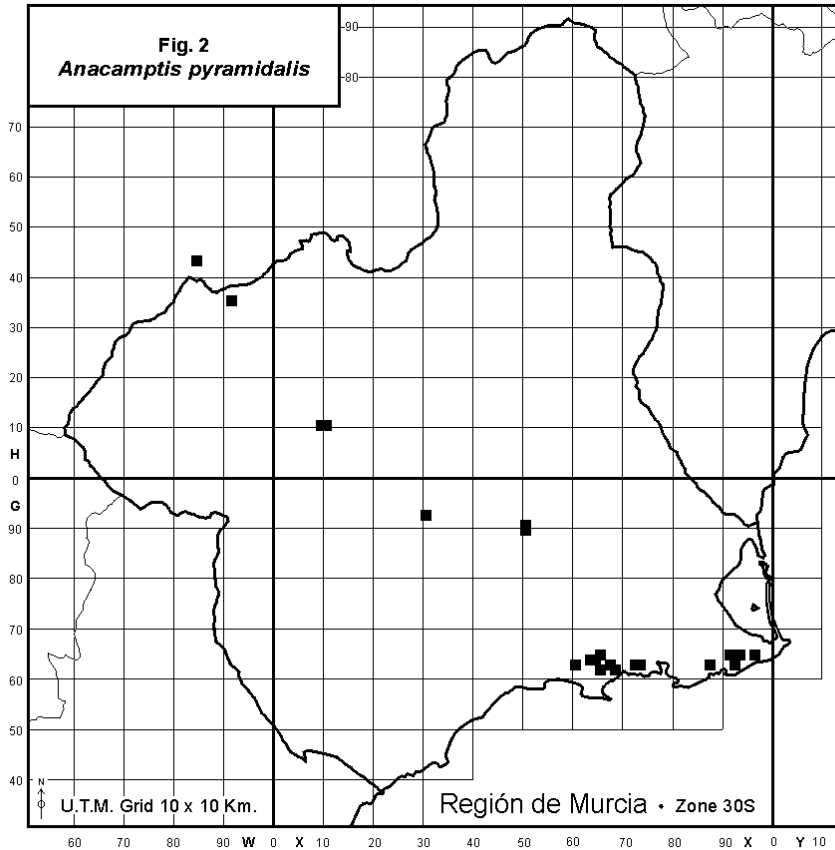 Fig. 2
Anacamptis pyramidalis
90
80
70
60
50
40
30
20
10
H
0
G
90
80
70
60
50
40
N
U.T.M. Grid 10 x 10 Km.
Región de Murcia • Zone 30S
60 70 80 90 W 0 X 10 20 30 40 50 60 70 80 90 X 0 Y 10